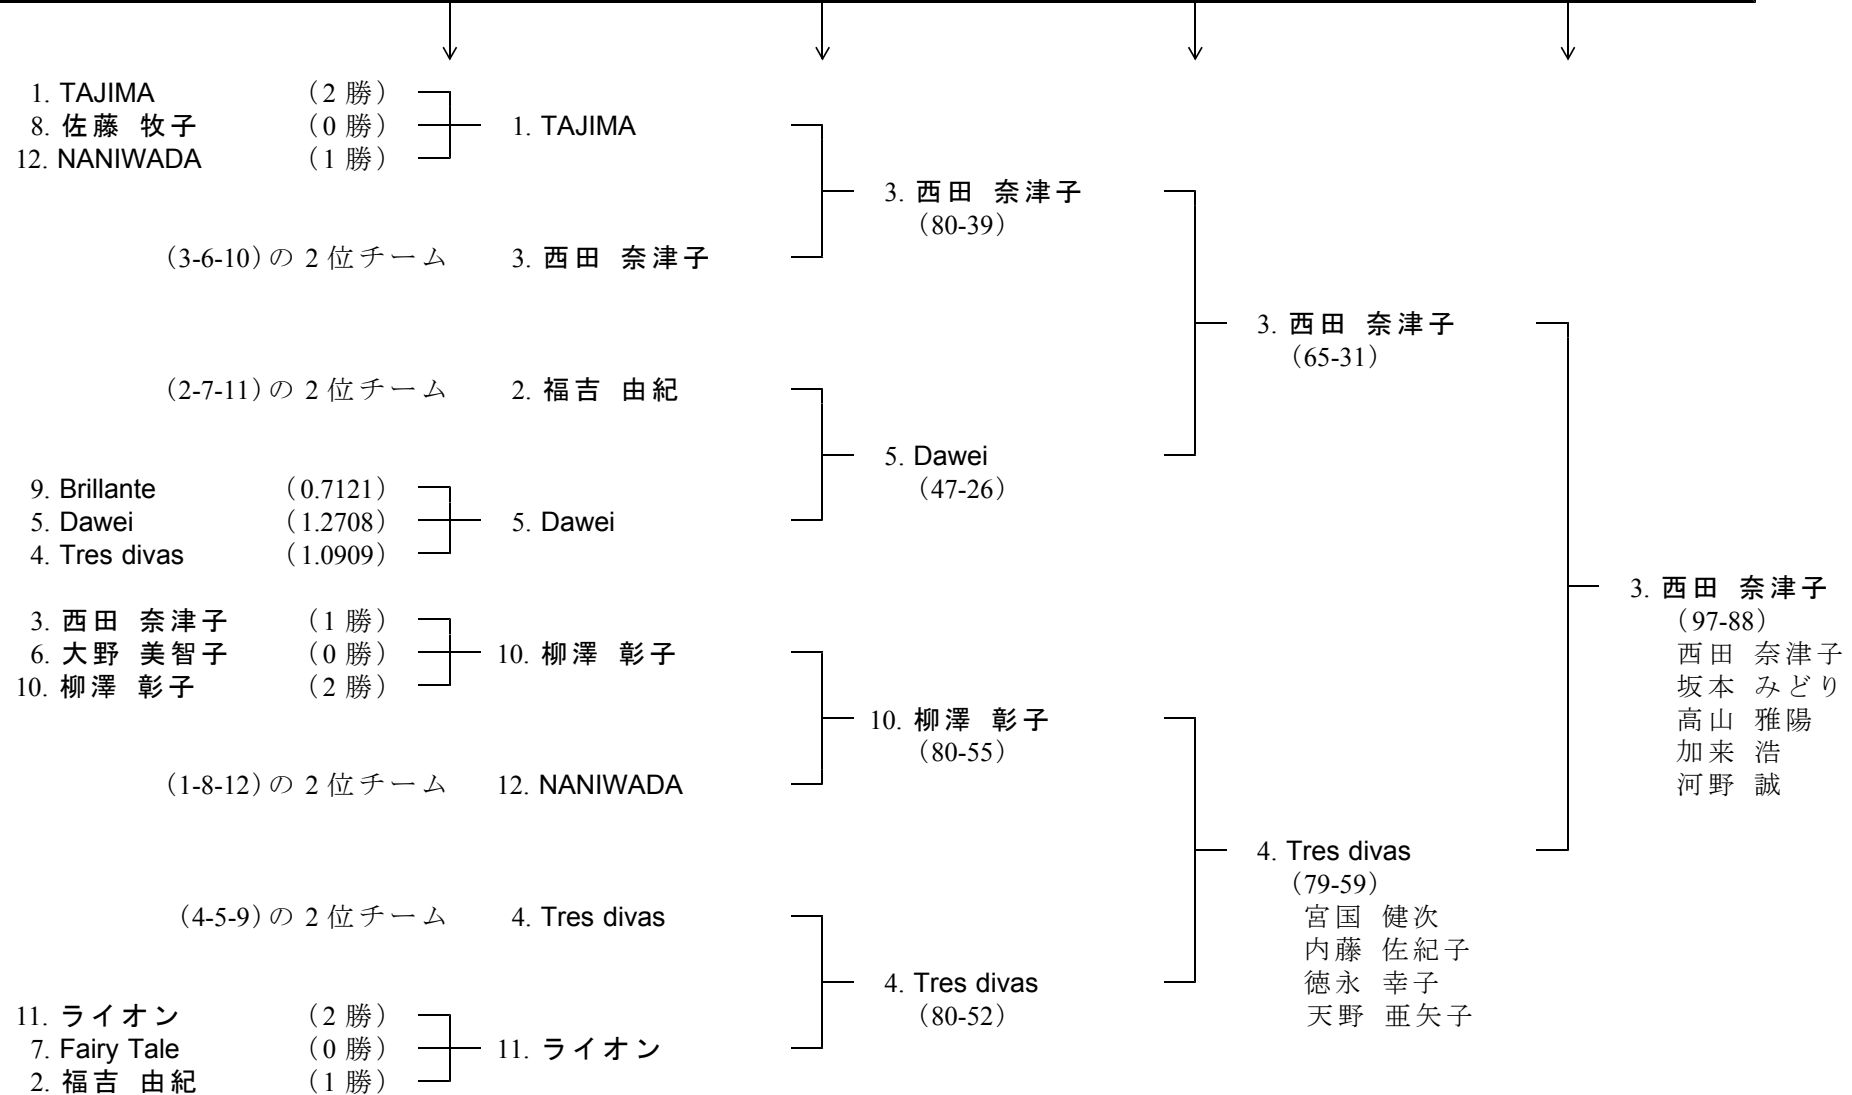 1. TAJIMA (2 勝)
8. 佐藤 牧子 (0 勝) 1. TAJIMA
12. NANIWADA (1 勝)
3. 西田 奈津子
(80-39)
(3-6-10)の 2 位チーム 3. 西田 奈津子
3. 西田 奈津子
(65-31)
(2-7-11)の 2 位チーム 2. 福吉 由紀
5. Dawei
(47-26)
9. Brillante (0.7121)
5. Dawei (1.2708) 5. Dawei
4. Tres divas (1.0909)
3. 西田 奈津子
(97-88)
西田 奈津子
坂本 みどり
高山 雅陽
加来 浩
河野 誠
3. 西田 奈津子 (1 勝)
6. 大野 美智子 (0 勝) 10. 柳澤 彰子
10. 柳澤 彰子 (2 勝)
10. 柳澤 彰子
(80-55)
(1-8-12)の 2 位チーム 12. NANIWADA
4. Tres divas
(79-59)
宮国 健次
内藤 佐紀子
徳永 幸子
天野 亜矢子
(4-5-9)の 2 位チーム 4. Tres divas
4. Tres divas
(80-52)
11. ライオン (2 勝)
7. Fairy Tale (0 勝) 11. ライオン
2. 福吉 由紀 (1 勝)